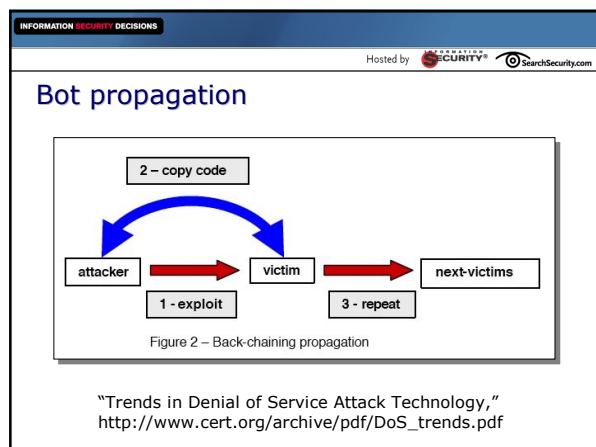 INFORMATION SECURITY DECISIONS
Hosted by INFORMATION SECURITY® SearchSecurity.com
Bot propagation
2 – copy code
attacker victim next-victims
1 - exploit 3 - repeat
Figure 2 – Back-chaining propagation
“Trends in Denial of Service Attack Technology,”
http://www.cert.org/archive/pdf/DoS_trends.pdf